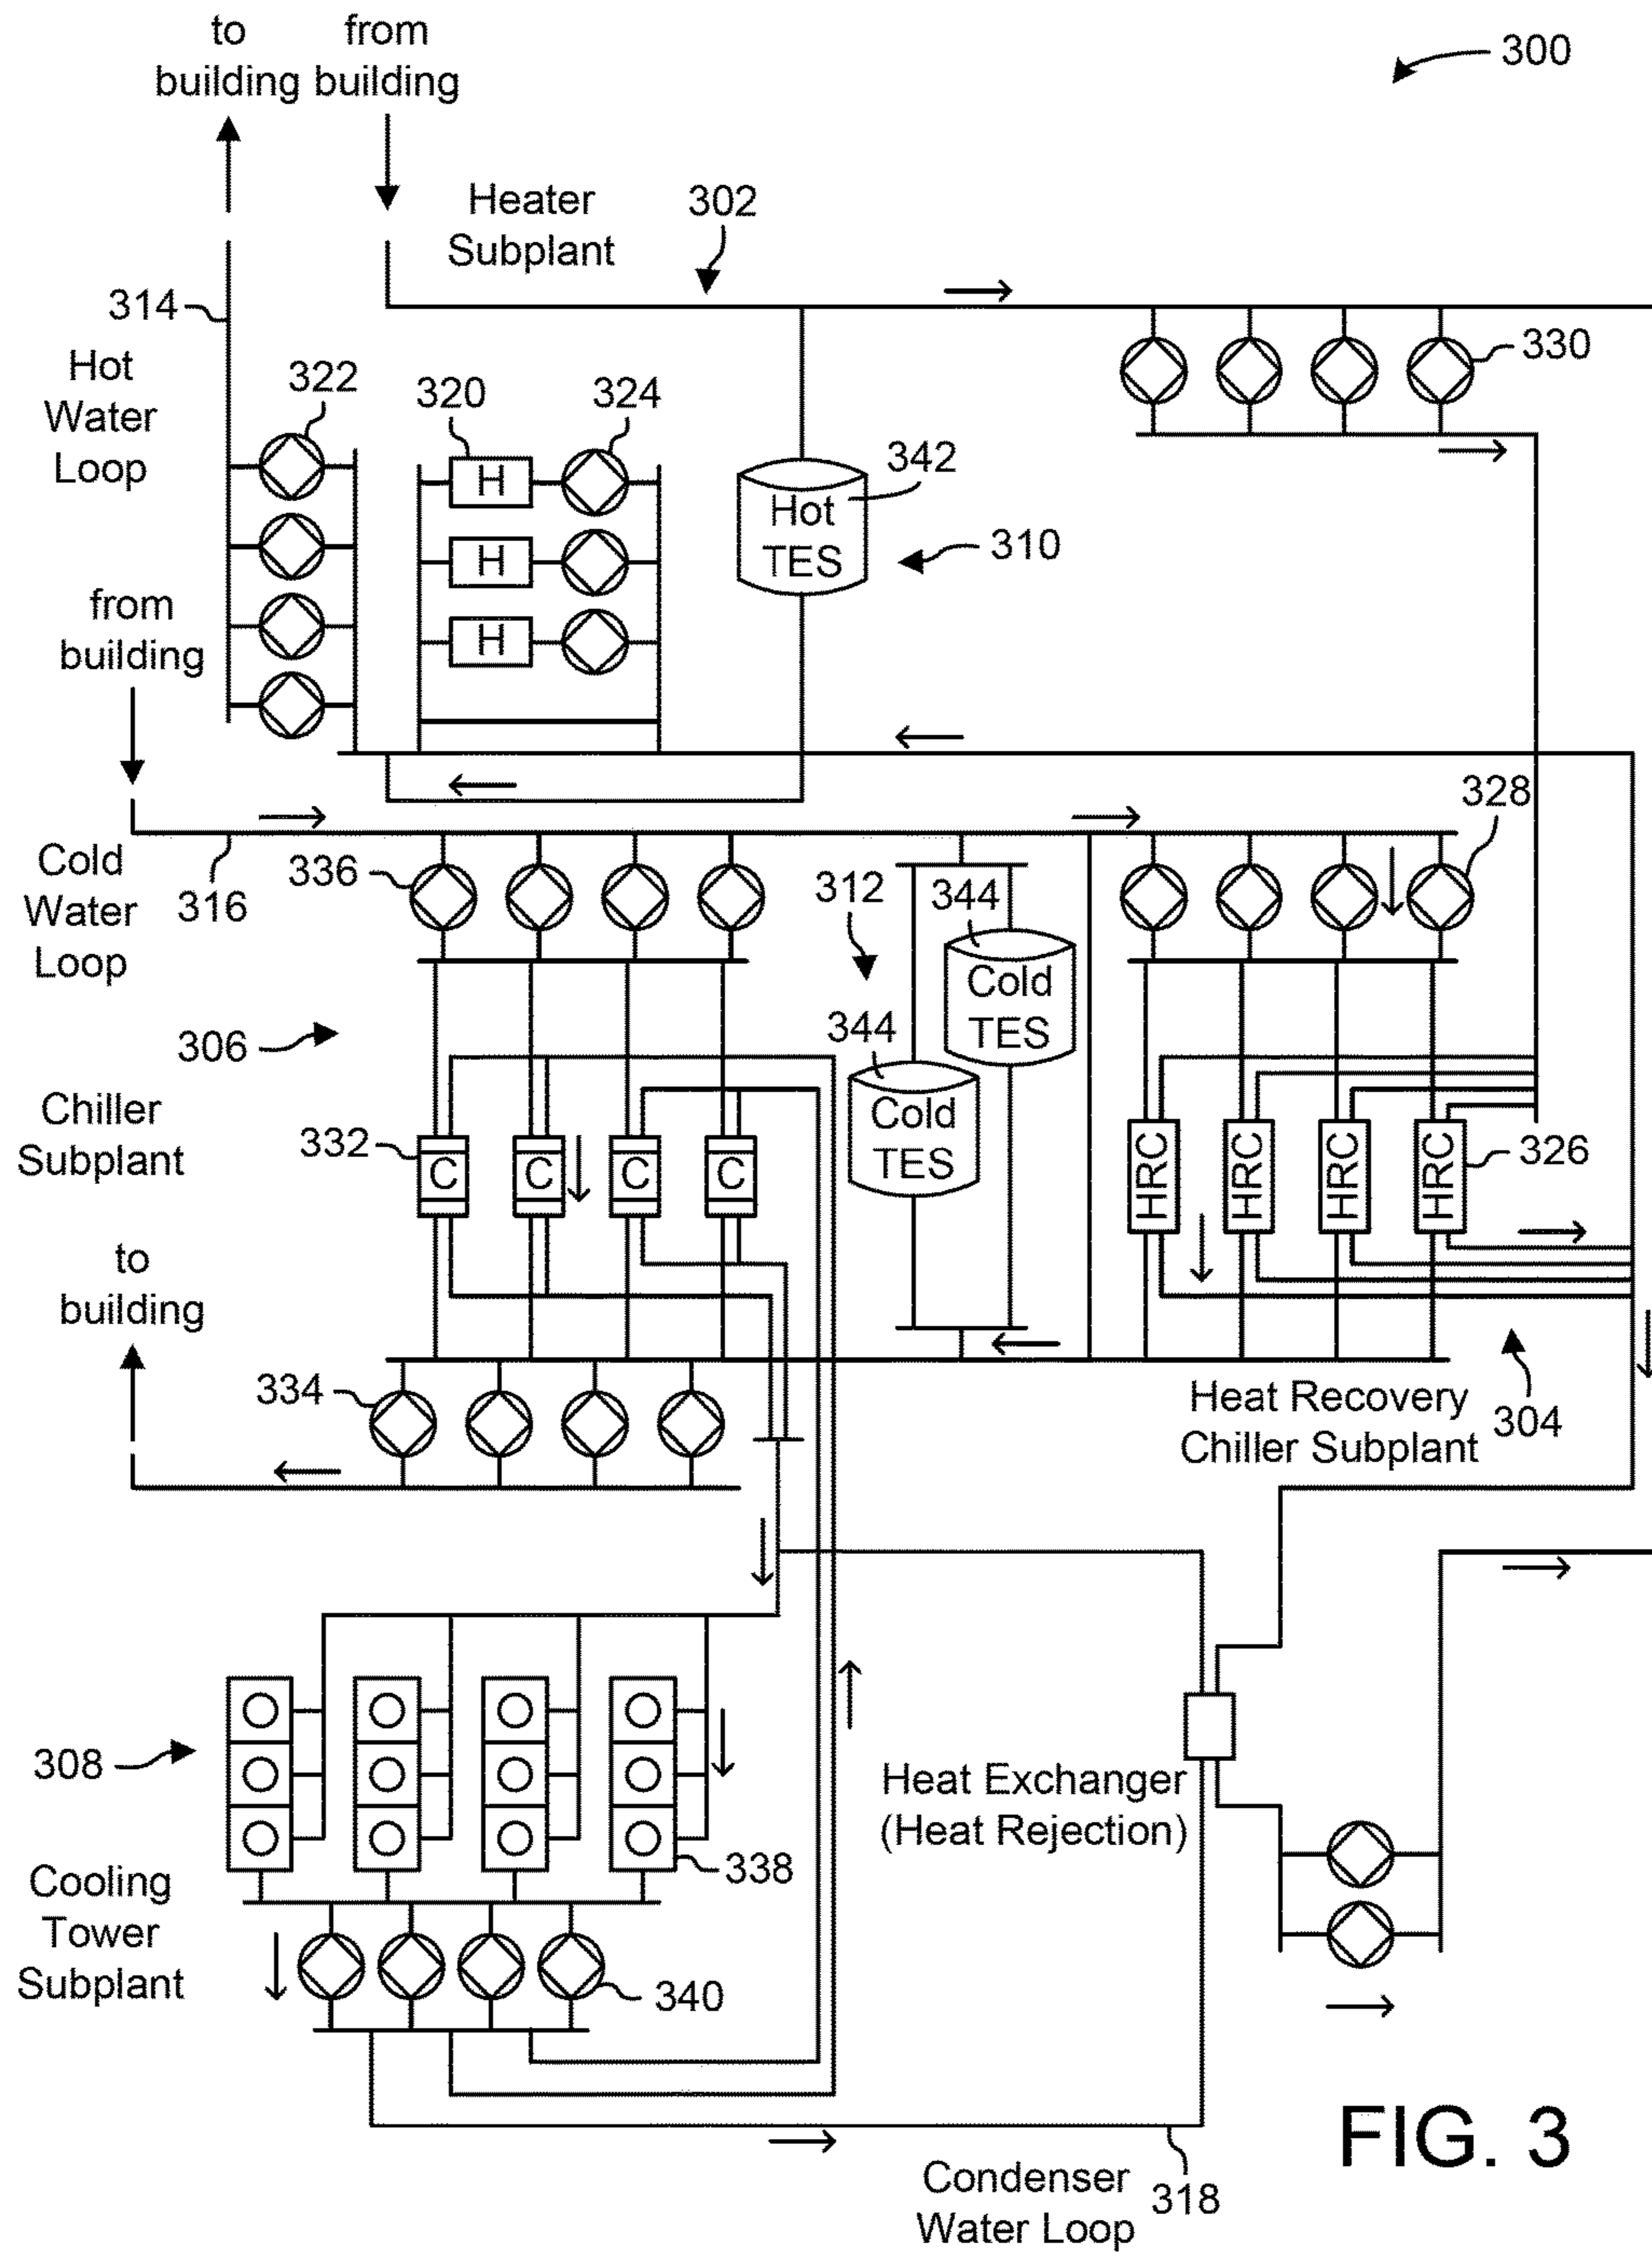 to from
building building
300
Heater
Subplant
302
314
Hot
Water
Loop
322
320
324
330
Hot
TES
342
310
H
H
H
from
building
328
Cold
Water
Loop
316
336
312
344
Cold
TES
344
Cold
TES
306
Chiller
Subplant
332
C
C
C
C
HRC
HRC
HRC
HRC
326
to
building
334
Heat Recovery
Chiller Subplant
304
308
338
Heat Exchanger
(Heat Rejection)
Cooling
Tower
Subplant
340
Condenser
Water Loop
318
FIG. 3